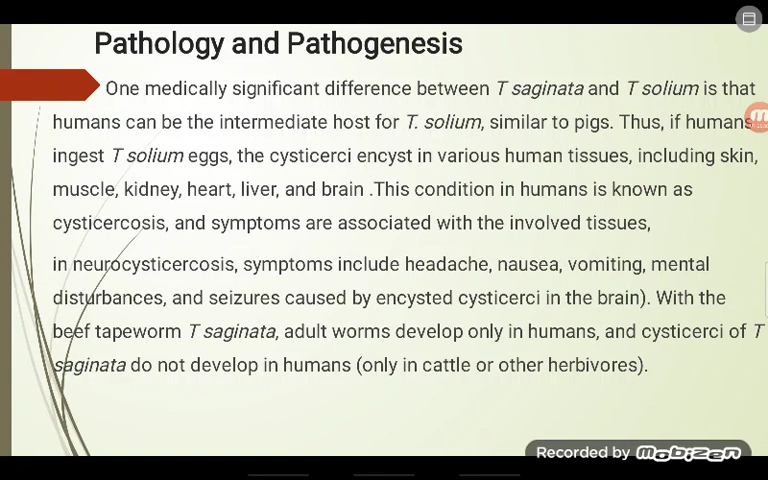 Pathology and Pathogenesis
One medically significant difference between T saginata and T solium is that
humans can be the intermediate host for T. solium, similar to pigs. Thus, if humans
ingest T solium eggs, the cysticerci encyst in various human tissues, including skin,
muscle, kidney, heart, liver, and brain .This condition in humans is known as
cysticercosis, and symptoms are associated with the involved tissues,
in neurocysticercosis, symptoms include headache, nausea, vomiting, mental
disturbances, and seizures caused by encysted cysticerci in the brain). With the
beef tapeworm T saginata, adult worms develop only in humans, and cysticerci of T
saginata do not develop in humans (only in cattle or other herbivores).
Recorded by mobizen